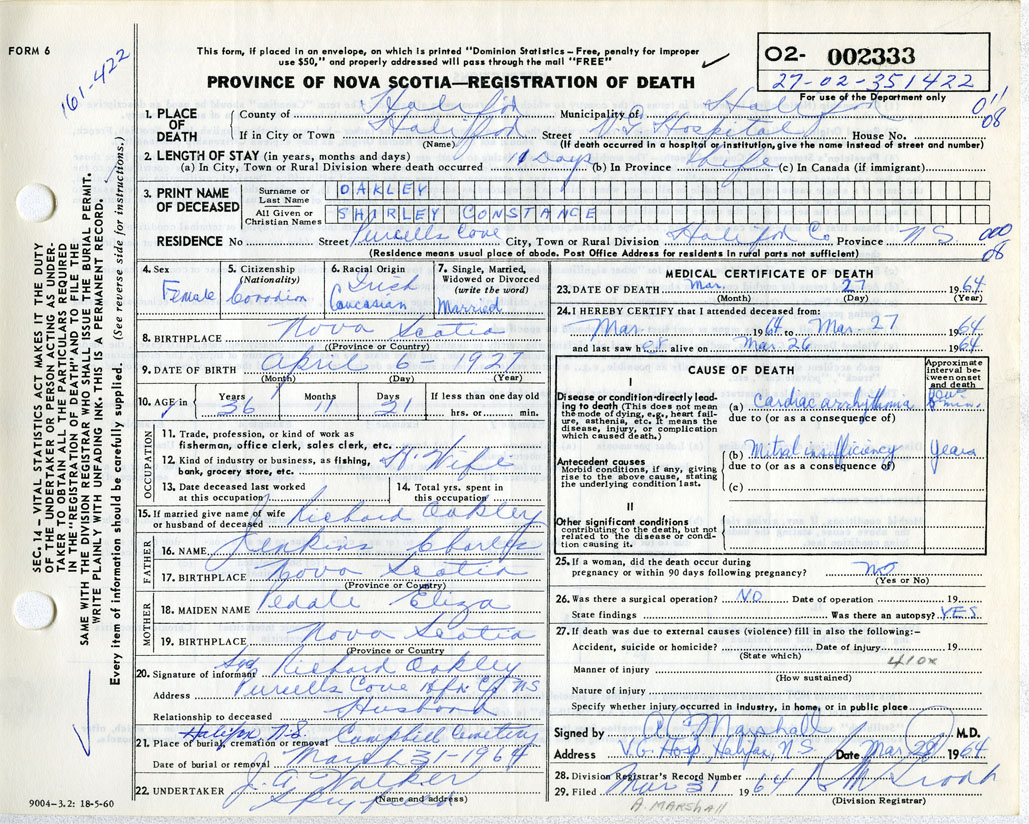 FORM 6
161-422
This form, if placed in an envelope, on which is printed "Dominion Statistics – Free, penalty for improper
use $50," and properly addressed will pass through the mail "FREE"
PROVINCE OF NOVA SCOTIA—REGISTRATION OF DEATH
O2- 002333
27-02-351422
For use of the Department only
011
08
1. PLACE OF DEATH
County of Halifax Municipality of Halifax
If in City or Town Halifax Street V.G. Hospital House No.
(Name) (If death occurred in a hospital or institution, give the name instead of street and number)
2. LENGTH OF STAY (in years, months and days)
(a) In City, Town or Rural Division where death occurred 11 Days (b) In Province Life (c) In Canada (if immigrant)
3. PRINT NAME OF DECEASED
Surname or Last Name OAKLEY
All Given or Christian Names SHIRLEY CONSTANCE
RESIDENCE No Street Purcells Cove City, Town or Rural Division Halifax Co Province N S
000
08
(Residence means usual place of abode. Post Office Address for residents in rural parts not sufficient)
4. Sex Female
5. Citizenship (Nationality) Canadian
6. Racial Origin Irish Caucasian
7. Single, Married, Widowed or Divorced (write the word) Married
8. BIRTHPLACE Nova Scotia
(Province or Country)
9. DATE OF BIRTH April 6 - 1927
(Month) (Day) (Year)
10. AGE in Years 36 Months 11 Days 21 If less than one day old hrs. or min.
OCCUPATION
11. Trade, profession, or kind of work as fisherman, office clerk, sales clerk, etc.
12. Kind of industry or business, as fishing, bank, grocery store, etc. H. Wife
13. Date deceased last worked at this occupation
14. Total yrs. spent in this occupation
15. If married give name of wife or husband of deceased Richard Oakley
FATHER
16. NAME Jenkins Charles
17. BIRTHPLACE Nova Scotia
(Province or Country)
MOTHER
18. MAIDEN NAME Eliza
19. BIRTHPLACE Nova Scotia
(Province or Country
20. Signature of informant Sgd Richard Oakley
Address Purcells Cove Hfx Co NS
Relationship to deceased Husband
Halifax N.S.
21. Place of burial, cremation or removal Campbell Cemetery
Date of burial or removal March 31-1964
22. UNDERTAKER J. A. Walker
Spryfield
(Name and address)
9004-3.2: 18-5-60
MEDICAL CERTIFICATE OF DEATH
23. DATE OF DEATH Mar. 27 1964
(Month) (Day) (Year)
24. I HEREBY CERTIFY that I attended deceased from:
Mar 1964 to Mar-27 1964
and last saw her alive on Mar 26 1964
CAUSE OF DEATH
Approximate interval between onset and death
I
Disease or condition-directly leading to death (This does not mean the mode of dying, e.g., heart failure, asthenia, etc. It means the disease, injury, or complication which caused death.)
(a) cardiac arrhythmia mins.
due to (or as a consequence of)
Antecedent causes
Morbid conditions, if any, giving rise to the above cause, stating the underlying condition last.
(b) Mitral insufficiency years
due to (or as a consequence of)
(c)
II
Other significant conditions
contributing to the death, but not related to the disease or condition causing it.
25. If a woman, did the death occur during pregnancy or within 90 days following pregnancy? NO
(Yes or No)
26. Was there a surgical operation? NO Date of operation 19
State findings Was there an autopsy? YES
27. If death was due to external causes (violence) fill in also the following:–
Accident, suicide or homicide? Date of injury 19
(State which)
410x
Manner of injury
(How sustained)
Nature of injury
Specify whether injury occurred in industry, in home, or in public place
Signed by A. Marshall M.D.
Address V.G. Hosp, Halifax, N.S. Date Mar 28 1964
28. Division Registrar's Record Number
29. Filed Mar 31 1964
(Division Registrar)
A. MARSHALL
SEC. 14 – VITAL STATISTICS ACT MAKES IT THE DUTY
OF THE UNDERTAKER OR PERSON ACTING AS UNDER-
TAKER TO OBTAIN ALL THE PARTICULARS REQUIRED
IN THE "REGISTRATION OF DEATH" AND TO FILE THE
SAME WITH THE DIVISION REGISTRAR WHO SHALL ISSUE THE BURIAL PERMIT.
WRITE PLAINLY WITH UNFADING INK. THIS IS A PERMANENT RECORD.
Every item of information should be carefully supplied. (See reverse side for instructions.)